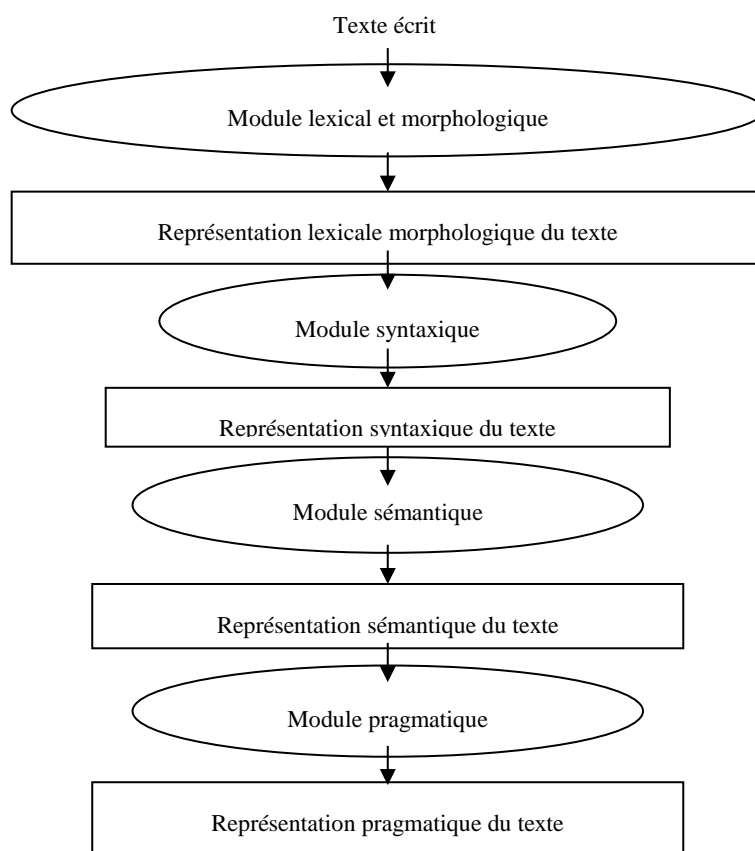 Texte écrit
Module lexical et morphologique
Représentation lexicale morphologique du texte
Module syntaxique
Représentation syntaxique du texte
Module sémantique
Représentation sémantique du texte
Module pragmatique
Représentation pragmatique du texte